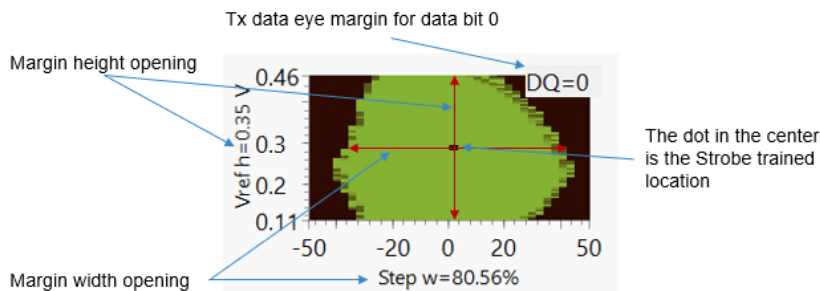 Tx data eye margin for data bit 0
Margin height opening
DQ=0
Vref h=0.35 V
0.46
0.3
0.2
0.11
The dot in the center
is the Strobe trained
location
-50
-20
0
20
50
Margin width opening
Step w=80.56%